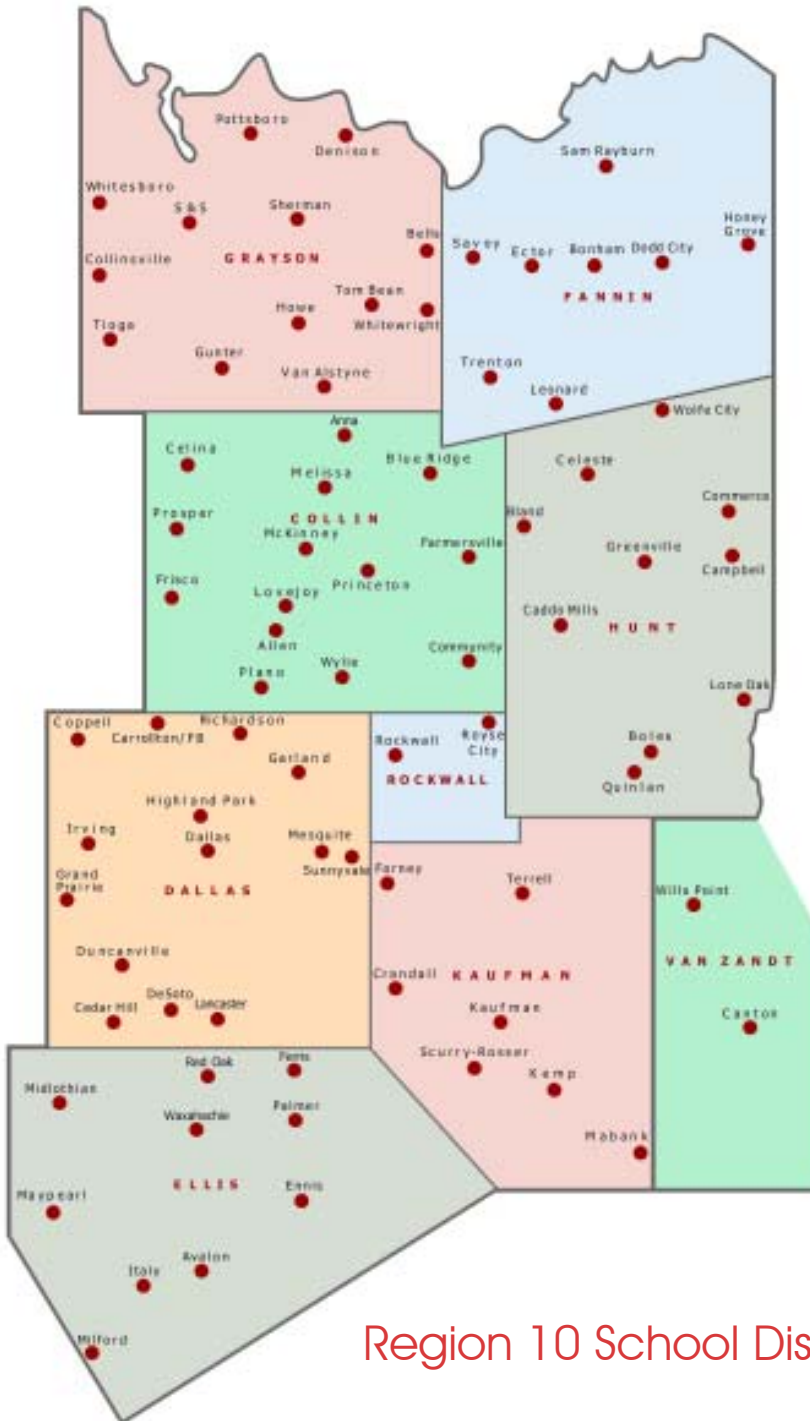 Pottsboro
Denison
Whitesboro
S&S
Sherman
Bells
GRAYSON
Collinsville
Tom Bean
Howe
Whitewright
Tioga
Gunter
Van Alstyne
Sam Rayburn
Honey
Grove
Savoy
Ector
Bonham
Dodd City
FANNIN
Trenton
Leonard
Wolfe City
Anna
Celina
Blue Ridge
Melissa
Prosper
COLLIN
McKinney
Farmersville
Princeton
Frisco
Lovejoy
Allen
Community
Wylie
Plano
Celeste
Bland
Commerce
Greenville
Campbell
Caddo Mills
HUNT
Lone Oak
Boles
Quinlan
Coppell
Carrollton/FB
Richardson
Garland
Highland Park
Irving
Dallas
Mesquite
Sunnyvale
Grand
Prairie
DALLAS
Duncanville
DeSoto
Cedar Hill
Lancaster
Rockwall
Royse
City
ROCKWALL
Forney
Terrell
Crandall
KAUFMAN
Kaufman
Scurry-Rosser
Kemp
Mabank
Wills Point
VAN ZANDT
Canton
Red Oak
Ferris
Midlothian
Waxahachie
Palmer
ELLIS
Maypearl
Ennis
Avalon
Italy
Milford
Region 10 School Dis